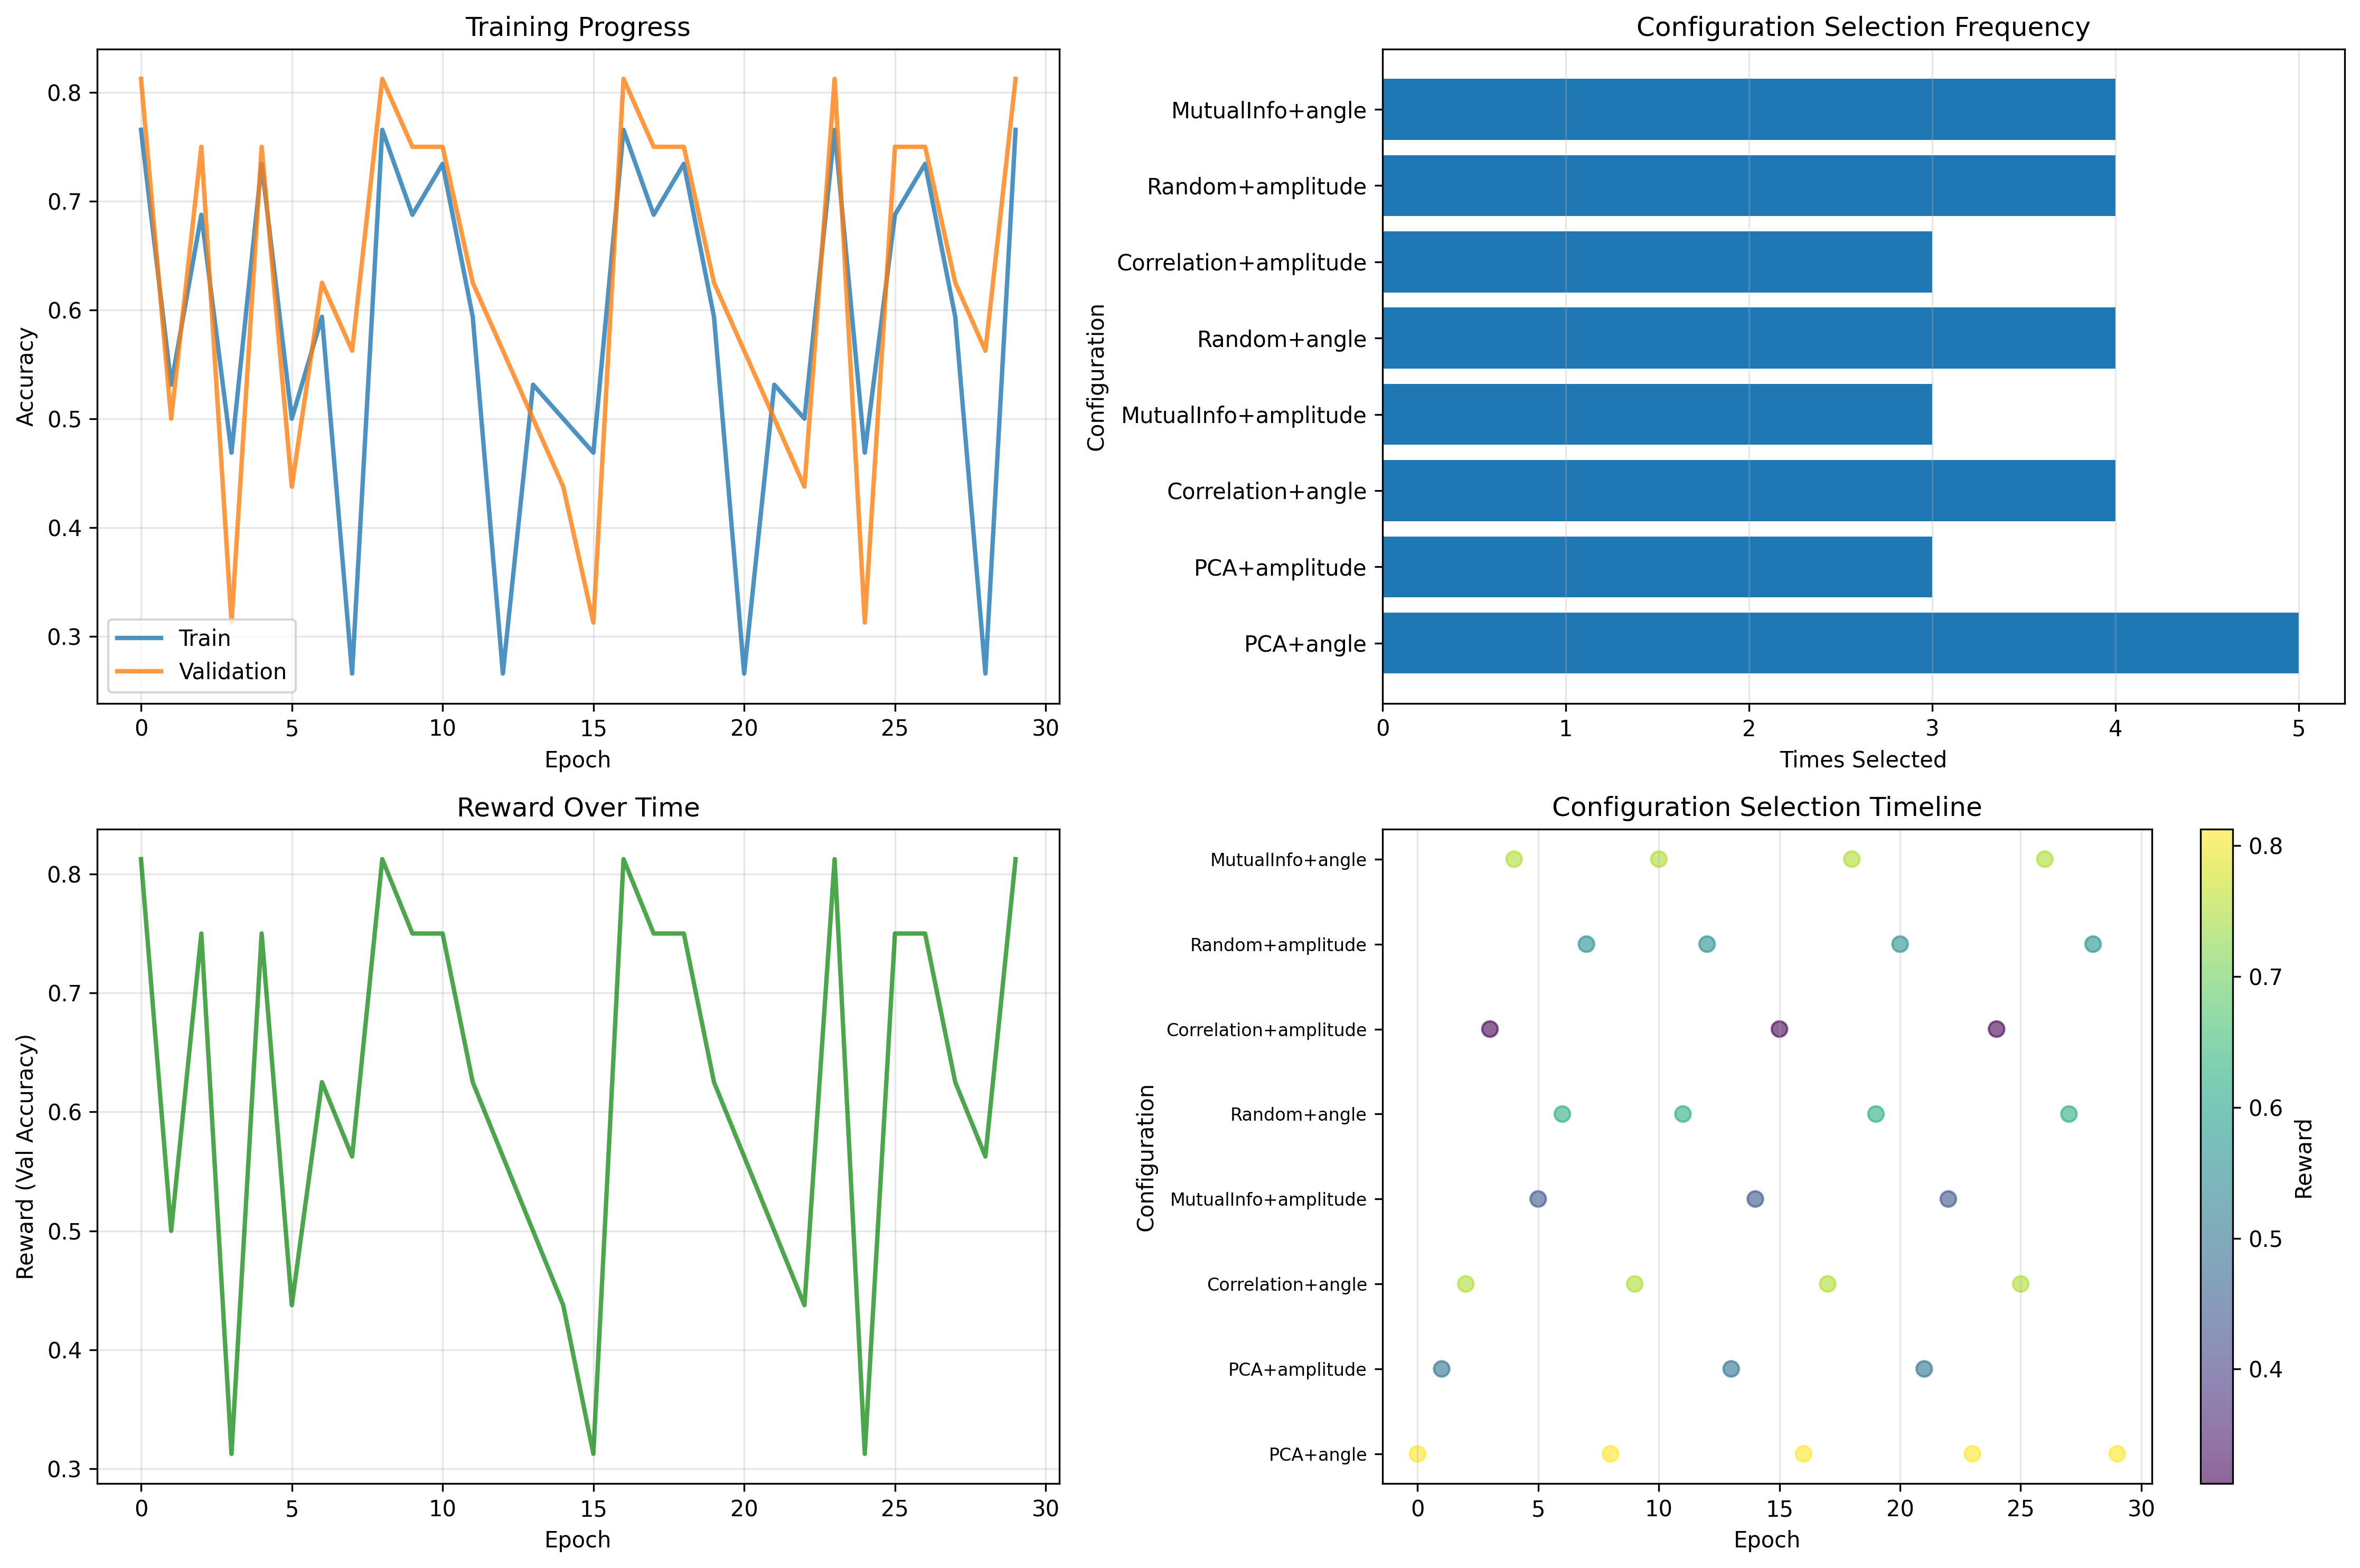 Training Progress
Accuracy
0.8
0.7
0.6
0.5
0.4
0.3
Train
Validation
0 5 10 15 20 25 30
Epoch
Configuration Selection Frequency
Configuration
MutualInfo+angle
Random+amplitude
Correlation+amplitude
Random+angle
MutualInfo+amplitude
Correlation+angle
PCA+amplitude
PCA+angle
0 1 2 3 4 5
Times Selected
Reward Over Time
Reward (Val Accuracy)
0.8
0.7
0.6
0.5
0.4
0.3
0 5 10 15 20 25 30
Epoch
Configuration Selection Timeline
Configuration
MutualInfo+angle
Random+amplitude
Correlation+amplitude
Random+angle
MutualInfo+amplitude
Correlation+angle
PCA+amplitude
PCA+angle
0 5 10 15 20 25 30
Epoch
0.8
0.7
0.6
0.5
0.4
Reward